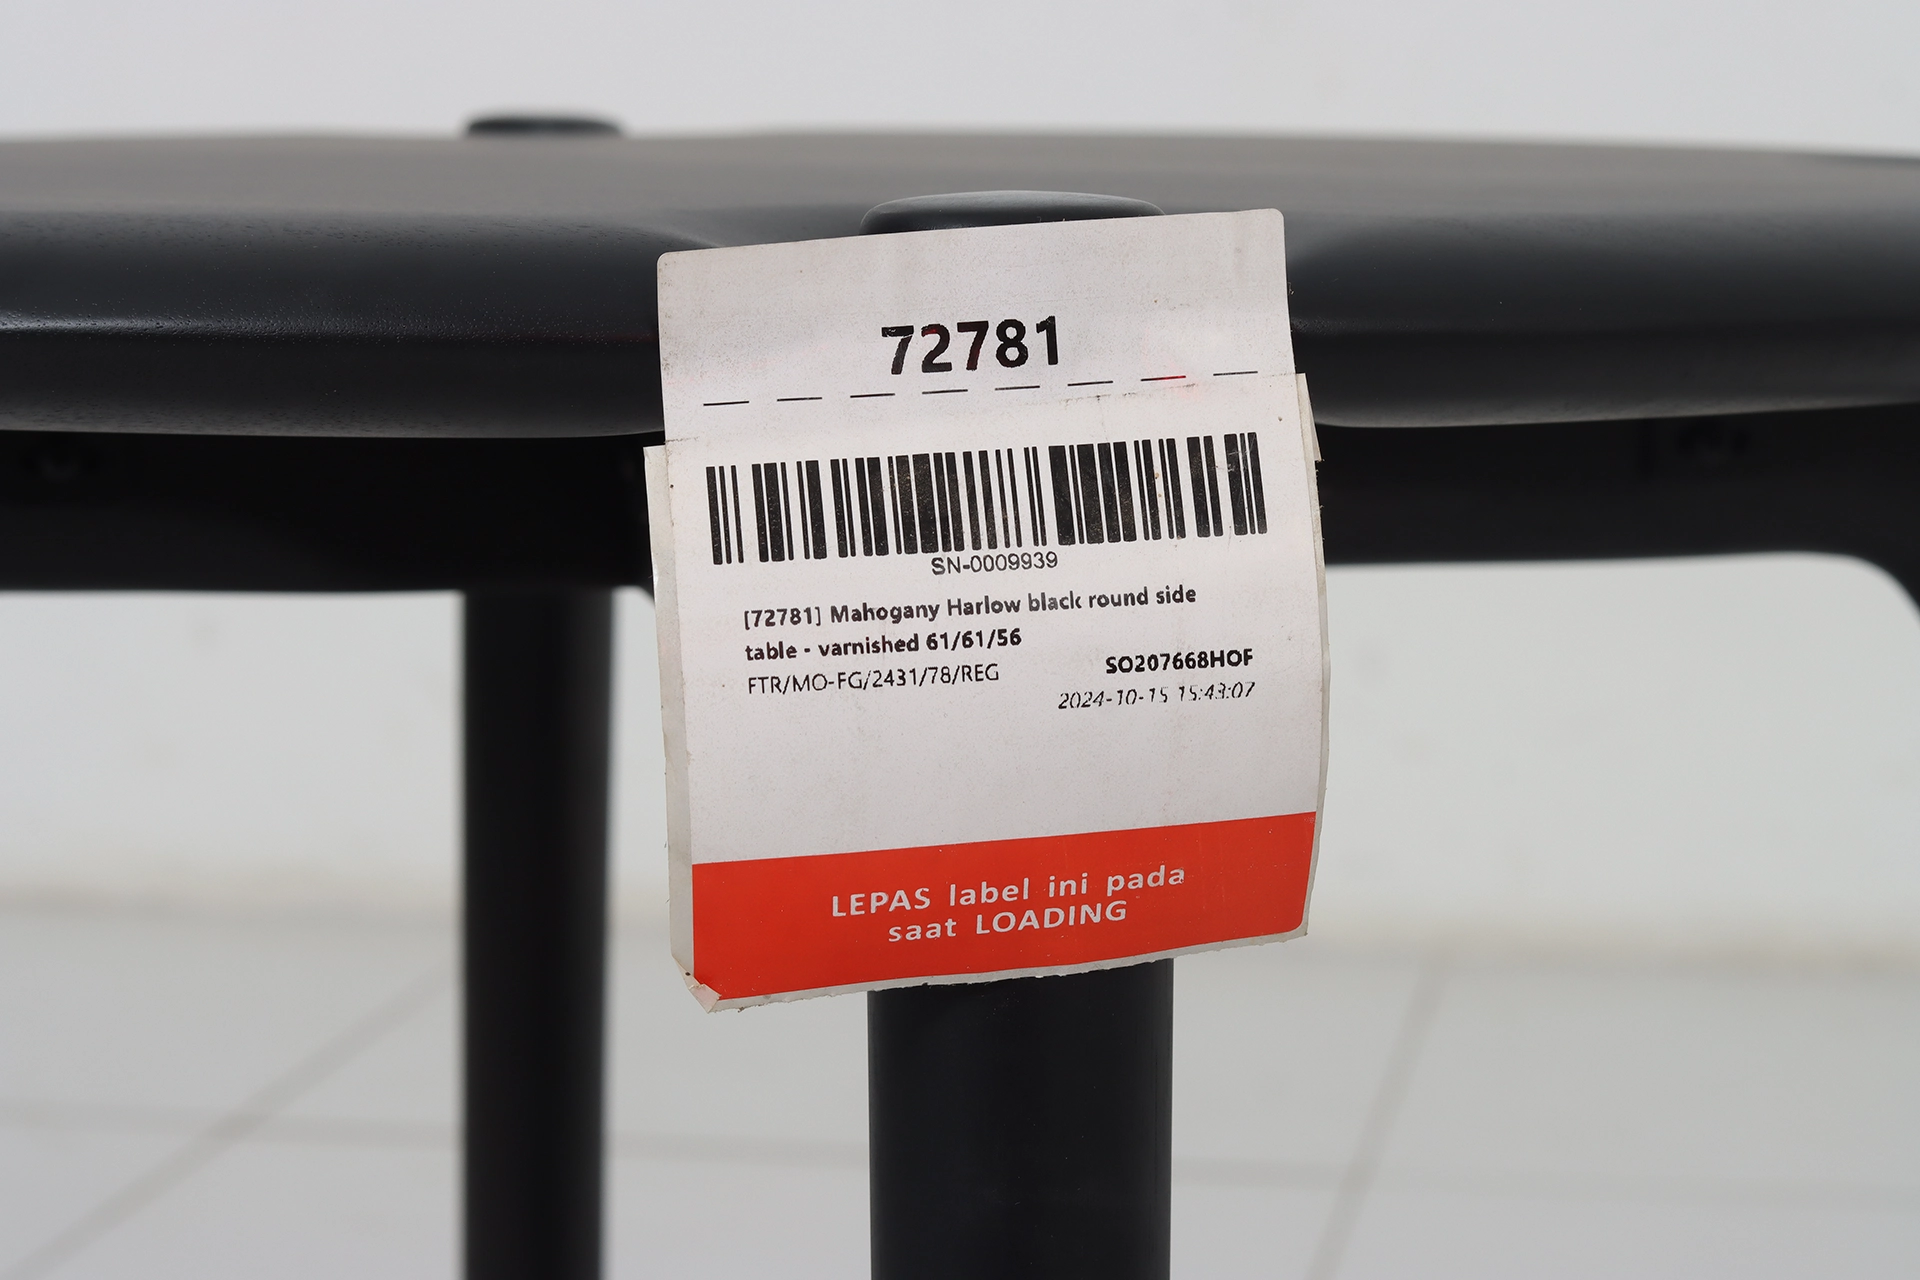 72781
SN-0009939
[72781] Mahogany Harlow black round side
table - varnished 61/61/56
FTR/MO-FG/2431/78/REG
SO207668HOF
2024-10-15 15:43:07
LEPAS label ini pada
saat LOADING